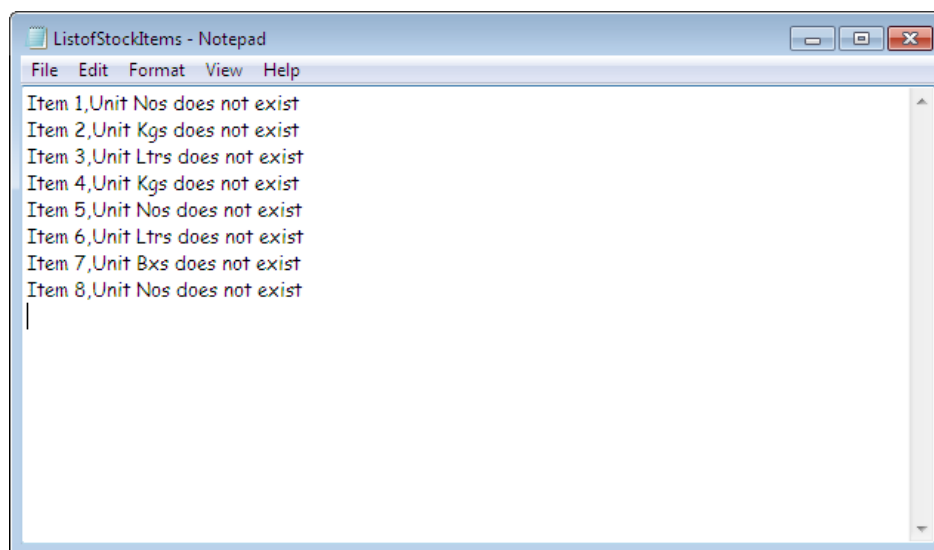 ListofStockItems - Notepad
File Edit Format View Help
Item 1,Unit Nos does not exist
Item 2,Unit Kgs does not exist
Item 3,Unit Ltrs does not exist
Item 4,Unit Kgs does not exist
Item 5,Unit Nos does not exist
Item 6,Unit Ltrs does not exist
Item 7,Unit Bxs does not exist
Item 8,Unit Nos does not exist